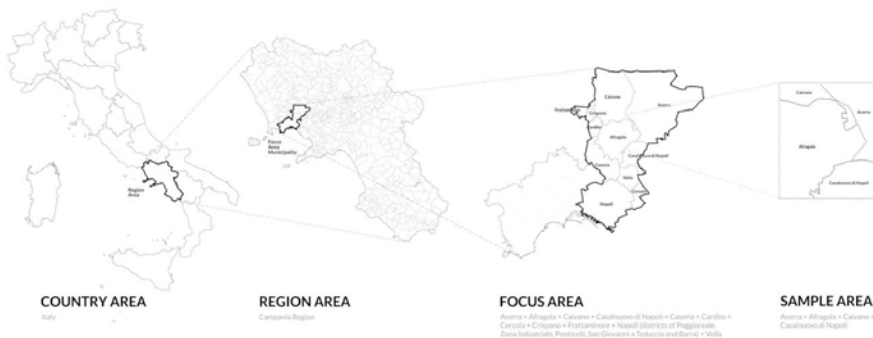 Caivano
Acerra
Frattaminore
Crispano
Cardito
Afragola
Casoria
Casalnuovo di Napoli
Volla
Cercola
Napoli
Focus
Area
Municipality
Region
Area
Caivano
Acerra
Afragola
Casalnuovo di Napoli
COUNTRY AREA
Italy
REGION AREA
Campania Region
FOCUS AREA
Acerra + Afragola + Caivano + Casalnuovo di Napoli + Casoria + Cardito +
Cercola + Crispano + Frattaminore + Napoli (districts of Poggioreale,
Zona Industriale, Ponticelli, San Giovanni a Teduccio and Barra) + Volla
SAMPLE AREA
Acerra + Afragola + Caivano +
Casalnuovo di Napoli